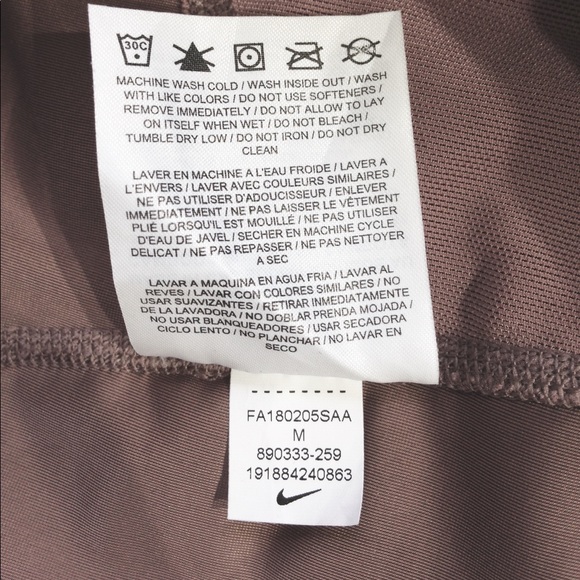 30C
MACHINE WASH COLD / WASH INSIDE OUT / WASH
WITH LIKE COLORS / DO NOT USE SOFTENERS /
REMOVE IMMEDIATELY / DO NOT ALLOW TO LAY
ON ITSELF WHEN WET / DO NOT BLEACH /
TUMBLE DRY LOW / DO NOT IRON / DO NOT DRY
CLEAN
LAVER EN MACHINE A L'EAU FROIDE / LAVER A
L'ENVERS / LAVER AVEC COULEURS SIMILAIRES /
NE PAS UTILISER D'ADOUCISSEUR / ENLEVER
IMMEDIATEMENT / NE PAS LAISSER LE VÊTEMENT
PLIÉ LORSQU'IL EST MOUILLÉ / NE PAS UTILISER
D'EAU DE JAVEL / SECHER EN MACHINE CYCLE
DELICAT / NE PAS REPASSER / NE PAS NETTOYER
A SEC
LAVAR A MAQUINA EN AGUA FRIA / LAVAR AL
REVES / LAVAR CON COLORES SIMILARES / NO
USAR SUAVIZANTES / RETIRAR INMEDIATAMENTE
DE LA LAVADORA / NO DOBLAR PRENDA MOJADA /
NO USAR BLANQUEADORES / USAR SECADORA
CICLO LENTO / NO PLANCHAR / NO LAVAR EN
SECO
FA180205SAA
M
890333-259
191884240863